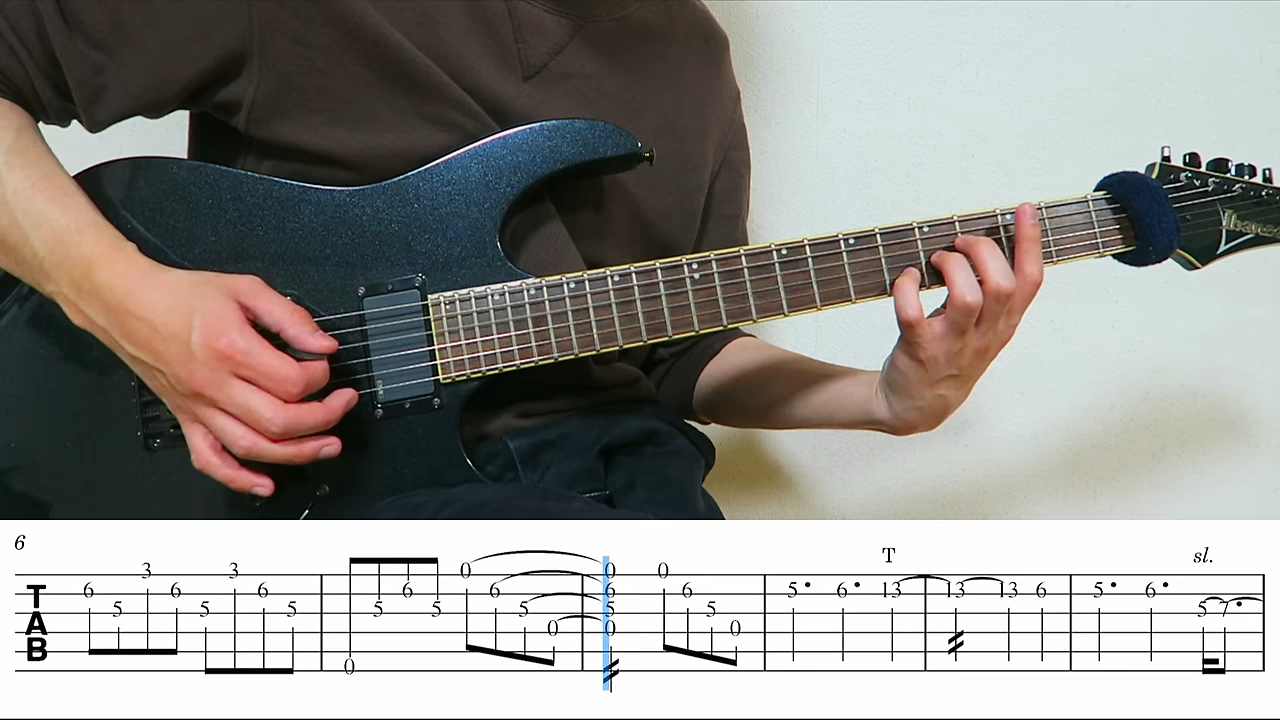 Ibanez
6
T sl.
3 3 0 0 0
6 6 6 6 6 6 6 5 6 13 13 13 6 5 6
T 5 5 5 5 5 5 5 5 5 7
A 0 0 0
B
0